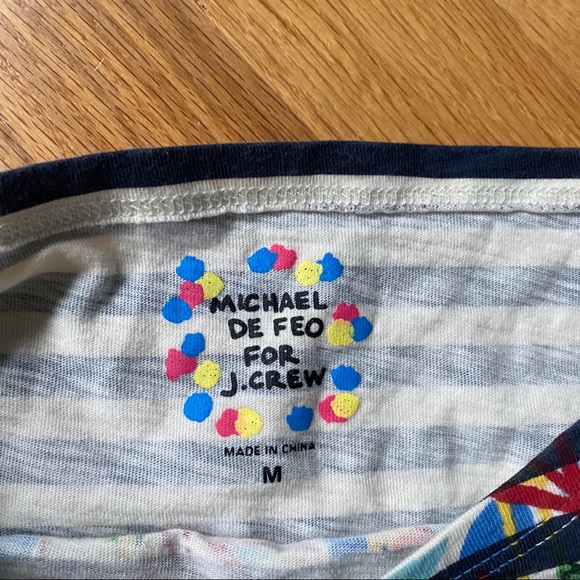 MICHAEL
DE FEO
FOR
J.CREW
MADE IN CHINA
M